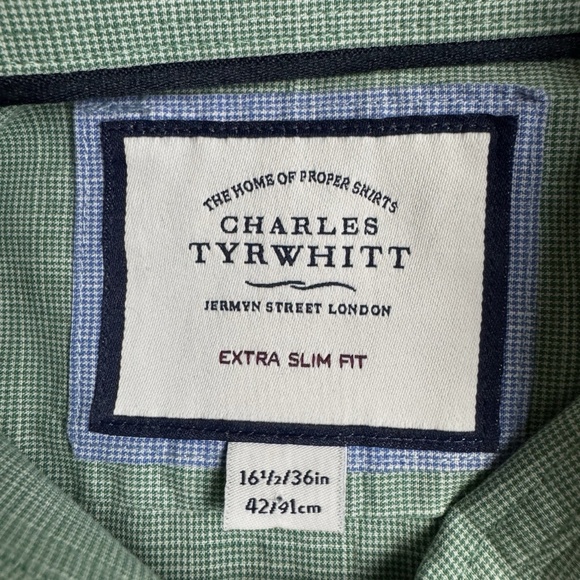 THE HOME OF PROPER SHIRTS
CHARLES
TYRWHITT
JERMYN STREET LONDON
EXTRA SLIM FIT
16½/36in
42/91cm